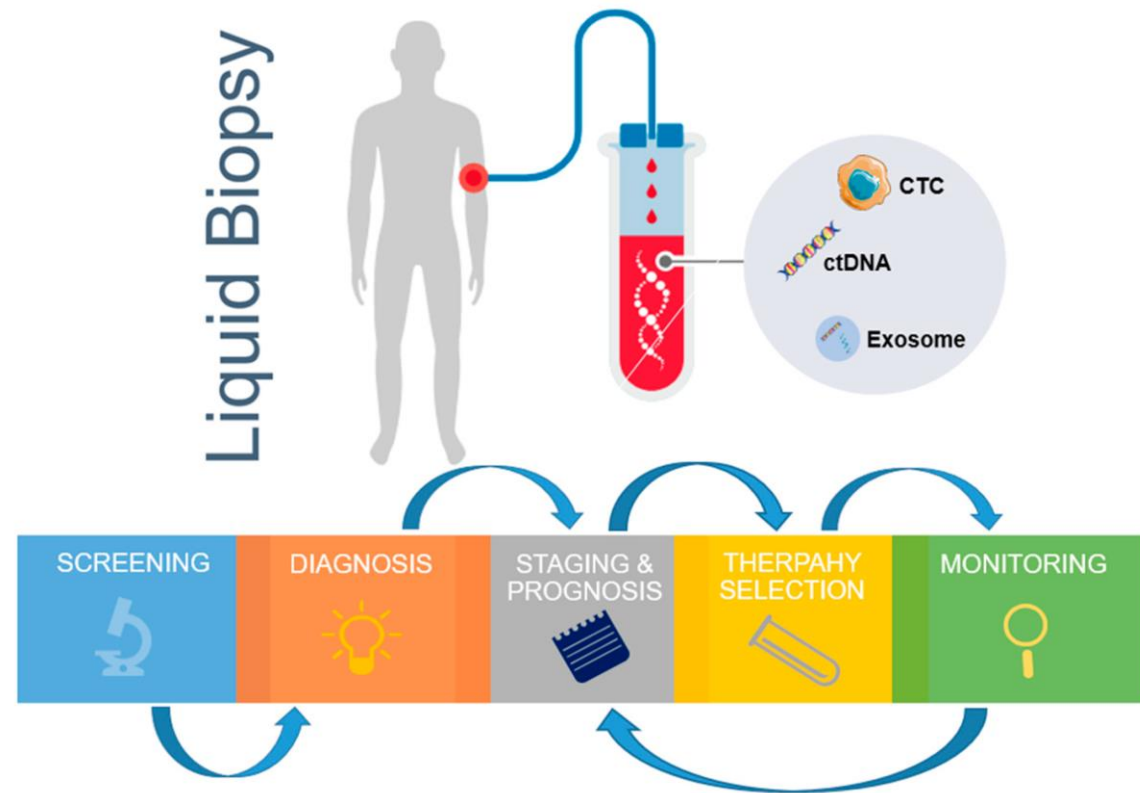 Liquid Biopsy
CTC
ctDNA
Exosome
SCREENING
DIAGNOSIS
STAGING &
PROGNOSIS
THERPAHY
SELECTION
MONITORING